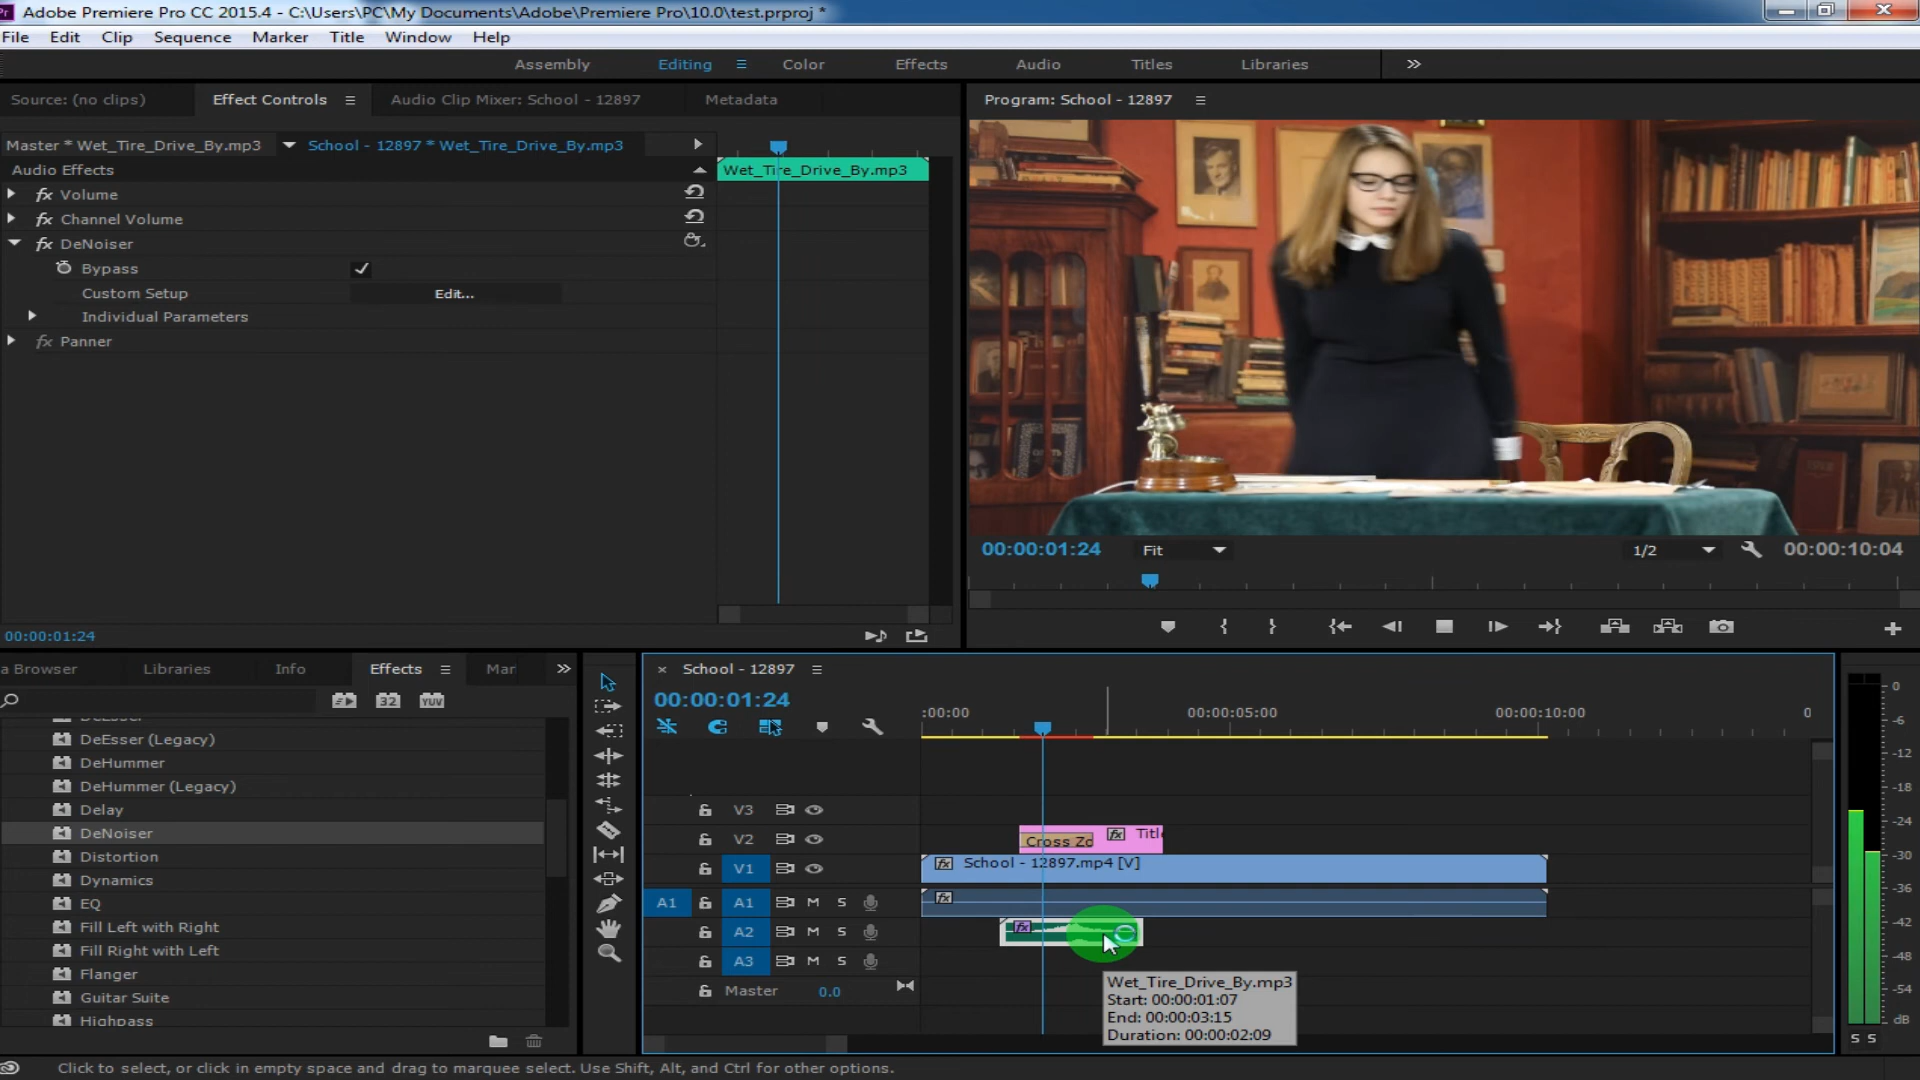 Adobe Premiere Pro CC 2015.4 - C:\Users\PC\My Documents\Adobe\Premiere Pro\10.0\test.prproj *
File Edit Clip Sequence Marker Title Window Help
Assembly Editing Color Effects Audio Titles Libraries
Source: (no clips) Effect Controls Audio Clip Mixer: School - 12897 Metadata
Program: School - 12897
Master * Wet_Tire_Drive_By.mp3 School - 12897 * Wet_Tire_Drive_By.mp3
Audio Effects
Wet_Tire_Drive_By.mp3
fx Volume
fx Channel Volume
fx DeNoiser
Bypass
Custom Setup Edit...
Individual Parameters
fx Panner
00:00:01:24 Fit 1/2 00:00:10:04
00:00:01:24
a Browser Libraries Info Effects Mar
32 YUV
DeEsser
DeEsser (Legacy)
DeHummer
DeHummer (Legacy)
Delay
DeNoiser
Distortion
Dynamics
EQ
Fill Left with Right
Fill Right with Left
Flanger
Guitar Suite
Highpass
School - 12897
00:00:01:24
:00:00 00:00:05:00 00:00:10:00 0
V3
V2 Cross Zo fx Title
V1 fx School - 12897.mp4 [V]
A1 A1 M S fx
A2 M S fx
A3 M S
Master 0.0
Wet_Tire_Drive_By.mp3
Start: 00:00:01:07
End: 00:00:03:15
Duration: 00:00:02:09
0
-6
-12
-18
-24
-30
-36
-42
-48
-54
dB
S S
Click to select, or click in empty space and drag to marquee select. Use Shift, Alt, and Ctrl for other options.